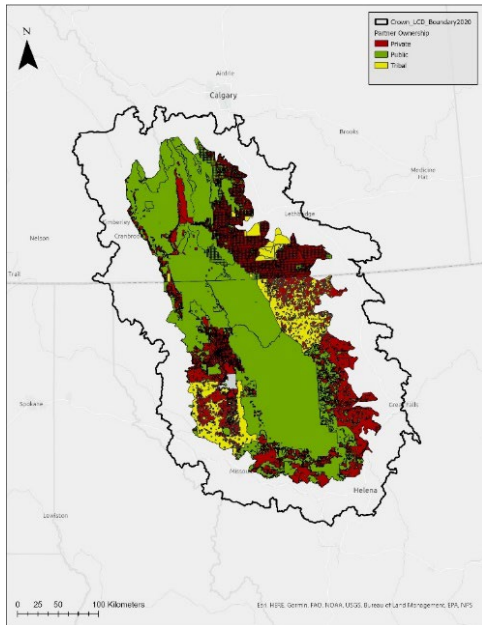 Crown_LCD_Boundary2020
Partner Ownership
Private
Public
Tribal
N
Airdrie
Calgary
Brooks
Medicine
Hat
Lethbridge
Kimberley
Cranbrook
Nelson
Trail
Spokane
Great Falls
Missoula
Helena
Lewiston
0 25 50 100 Kilometers
Esri, HERE, Garmin, FAO, NOAA, USGS, Bureau of Land Management, EPA, NPS